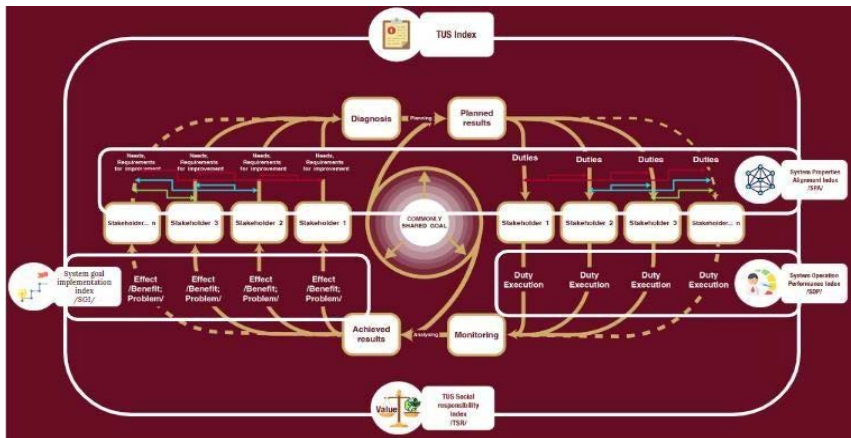 TUS Index
Diagnosis
Planning
Planned
results
Needs,
Requirements
for improvement
Needs,
Requirements
for improvement
Needs,
Requirements
for improvement
Needs,
Requirements
for improvement
Duties
Duties
Duties
Duties
System Properties
Alignment Index
/SPA/
Stakeholder... n
Stakeholder 3
Stakeholder 2
Stakeholder 1
COMMONLY
SHARED GOAL
Stakeholder 1
Stakeholder 2
Stakeholder 3
Stakeholder... n
System goal
implementation
index
/SGI/
Effect
/Benefit;
Problem/
Effect
/Benefit;
Problem/
Effect
/Benefit;
Problem/
Effect
/Benefit;
Problem/
Duty
Execution
Duty
Execution
Duty
Execution
Duty
Execution
System Operation
Performance Index
/SOP/
Achieved
results
Analysing
Monitoring
Value
TUS Social
responsibility
Index
/TSR/